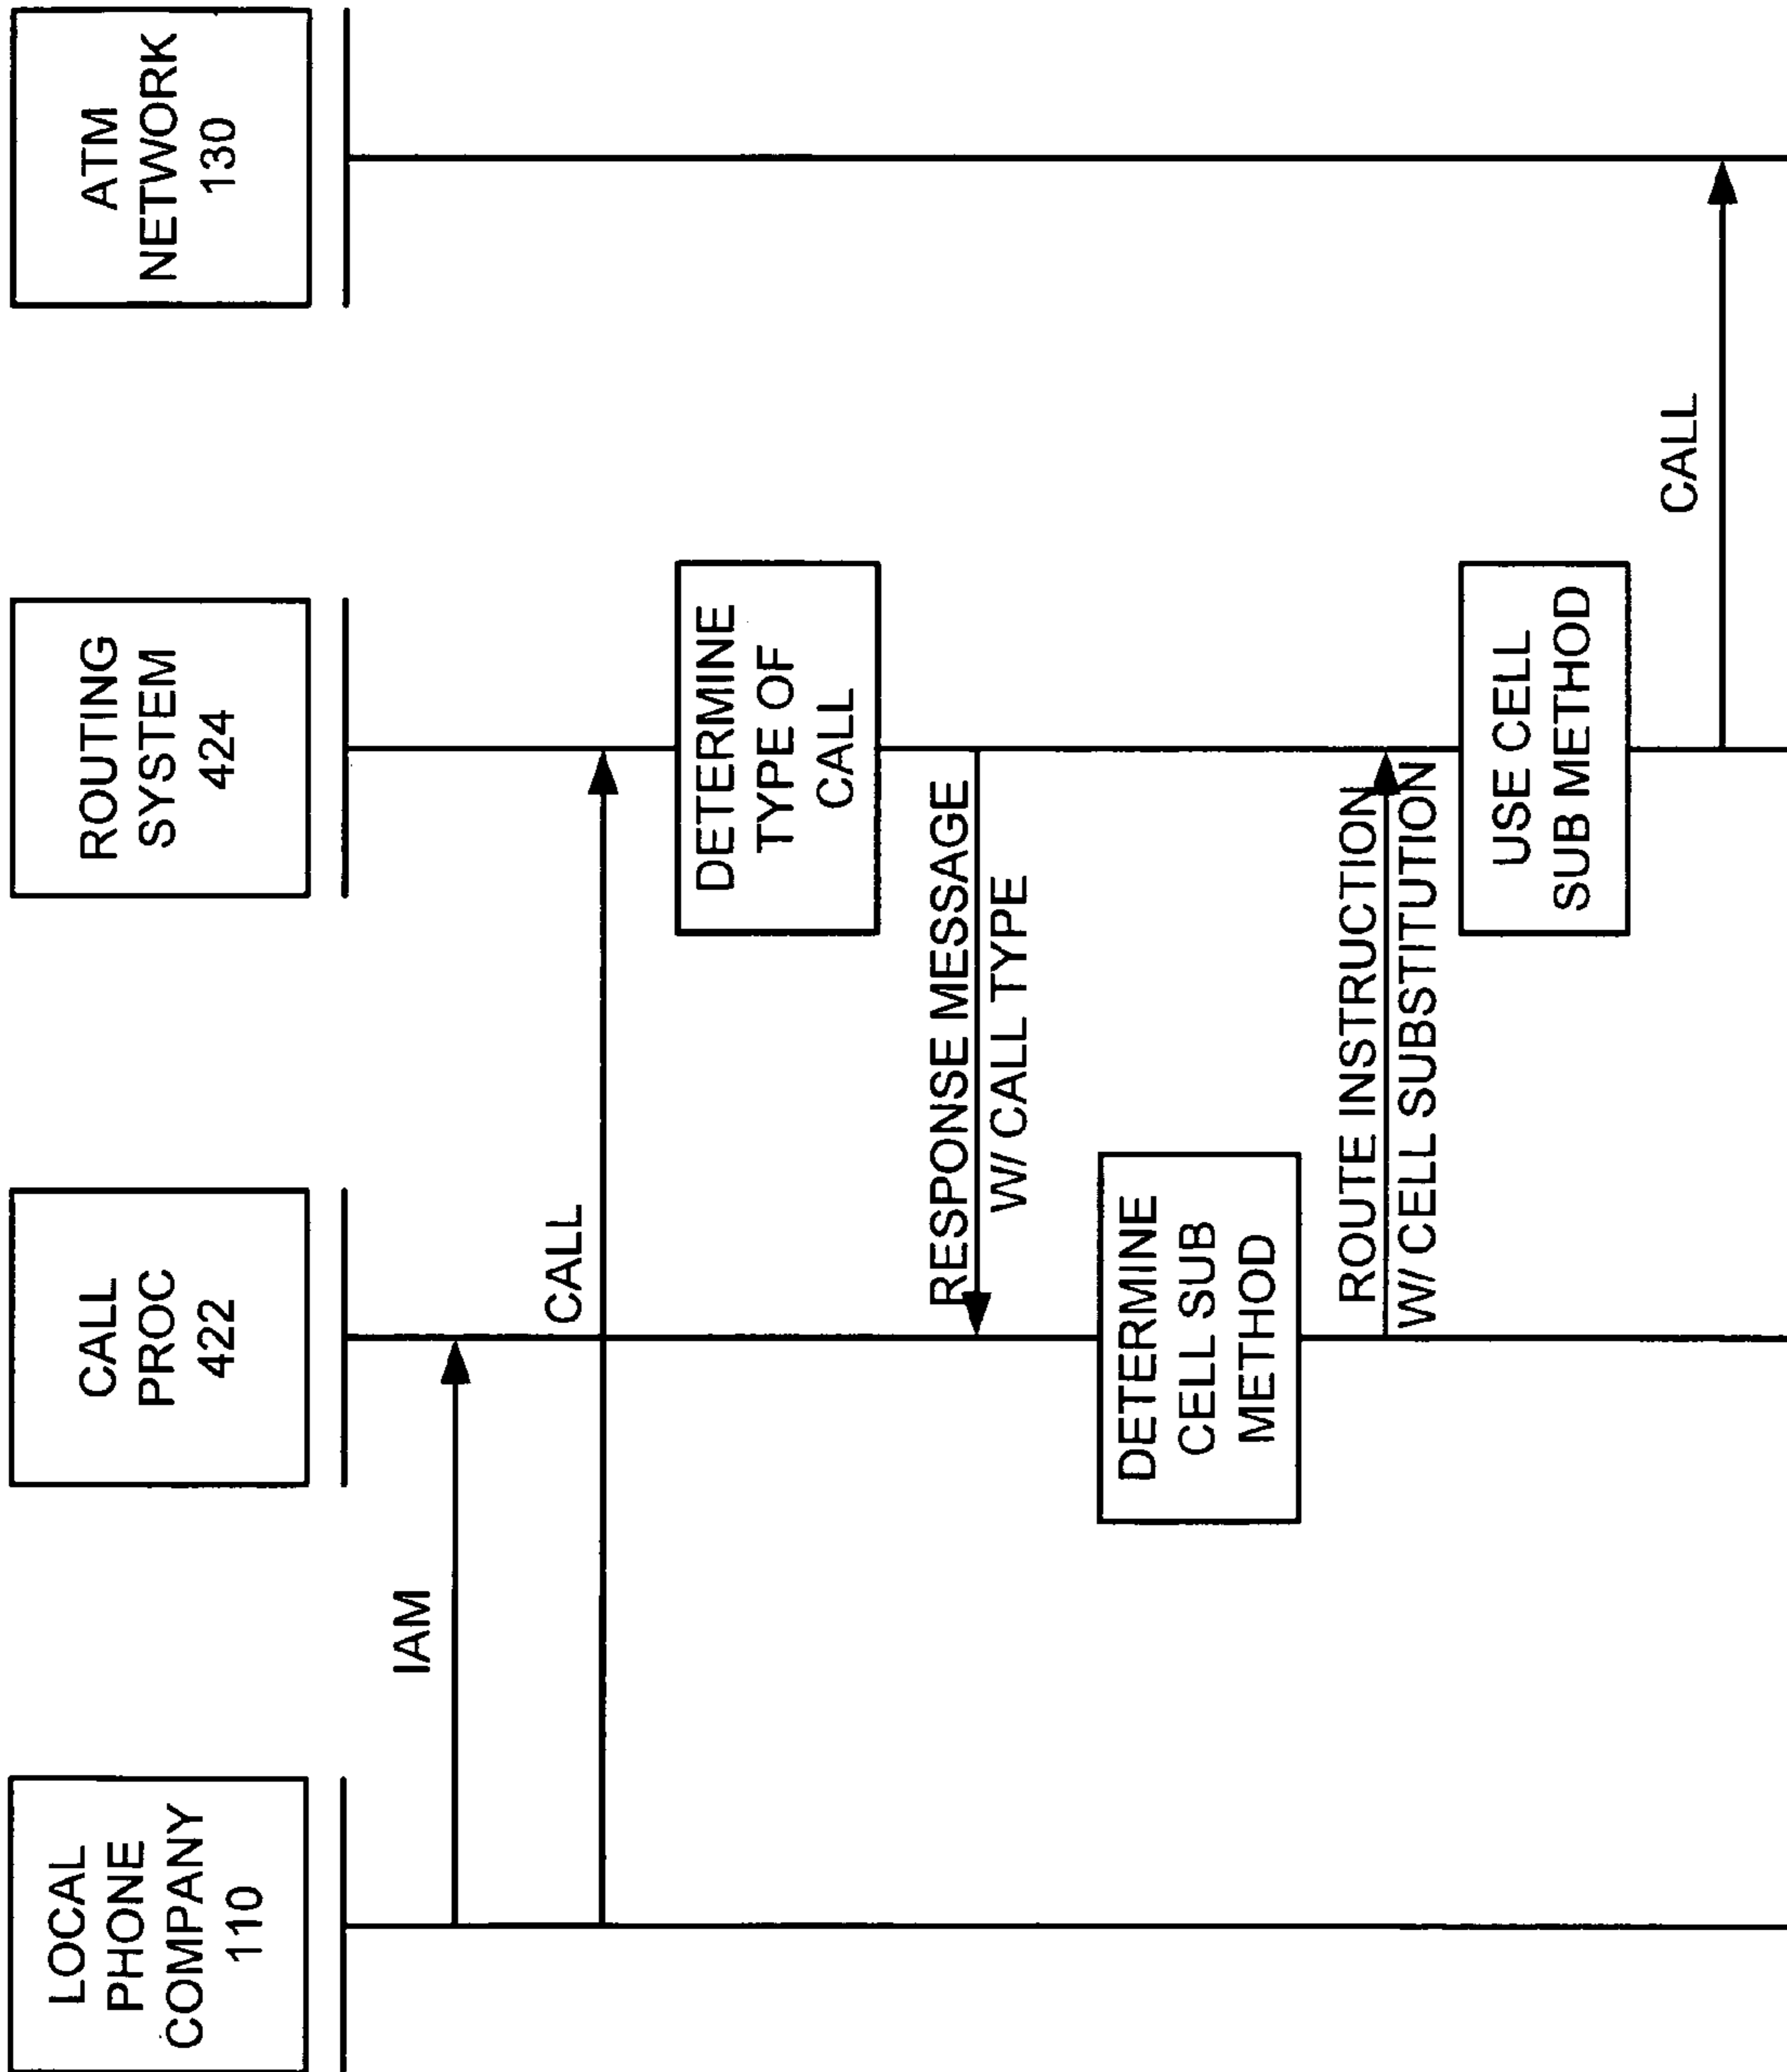 LOCAL
PHONE
COMPANY
110
CALL
PROC
422
ROUTING
SYSTEM
424
ATM
NETWORK
130
IAM
CALL
DETERMINE
TYPE OF
CALL
RESPONSE MESSAGE
W/ CALL TYPE
DETERMINE
CELL SUB
METHOD
ROUTE INSTRUCTION
W/ CELL SUBSTITUTION
USE CELL
SUB METHOD
CALL